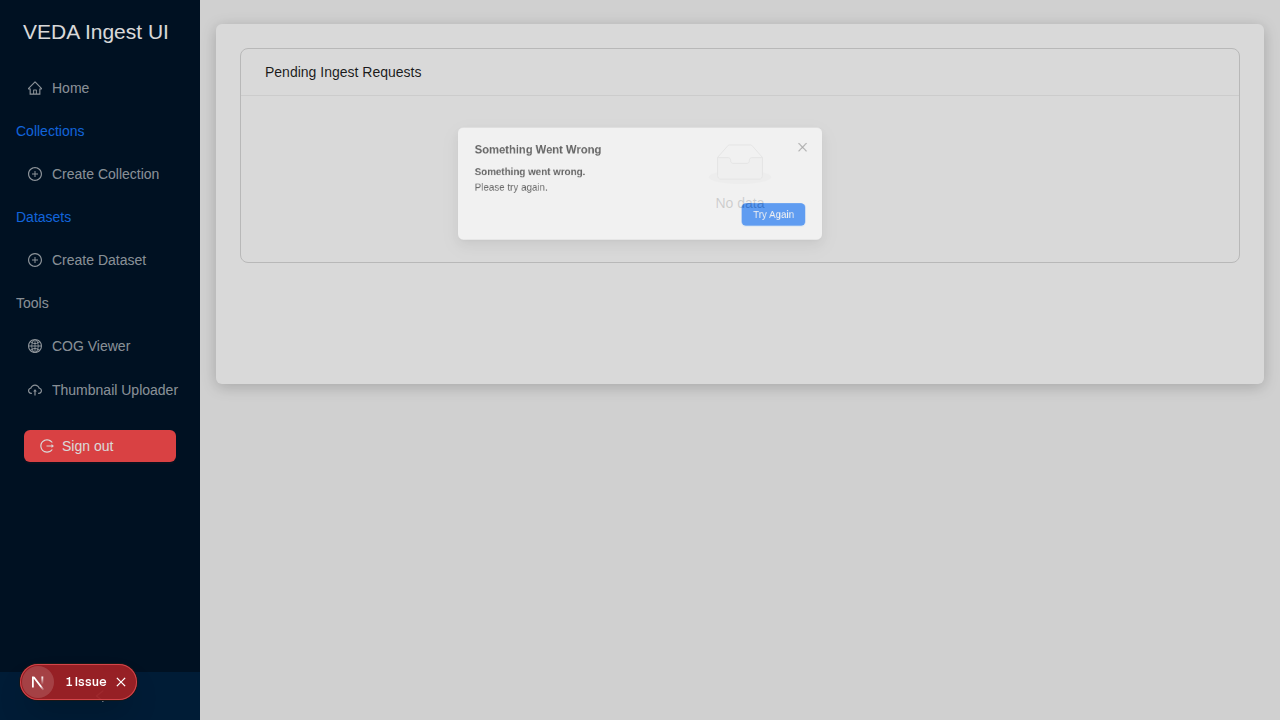 VEDA Ingest UI
Home
Collections
Create Collection
Datasets
Create Dataset
Tools
COG Viewer
Thumbnail Uploader
Sign out
1 Issue
Pending Ingest Requests
Something Went Wrong
Something went wrong.
Please try again.
No data
Try Again